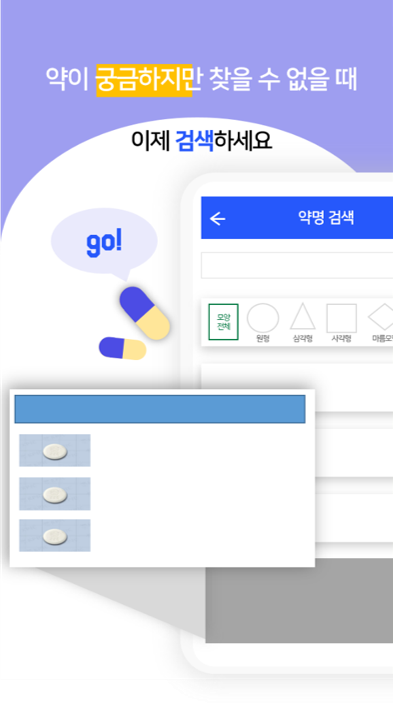 약이 궁금하지만 찾을 수 없을 때
이제 검색하세요
go!
약명 검색
모양
전체
원형
삼각형
사각형
마름모